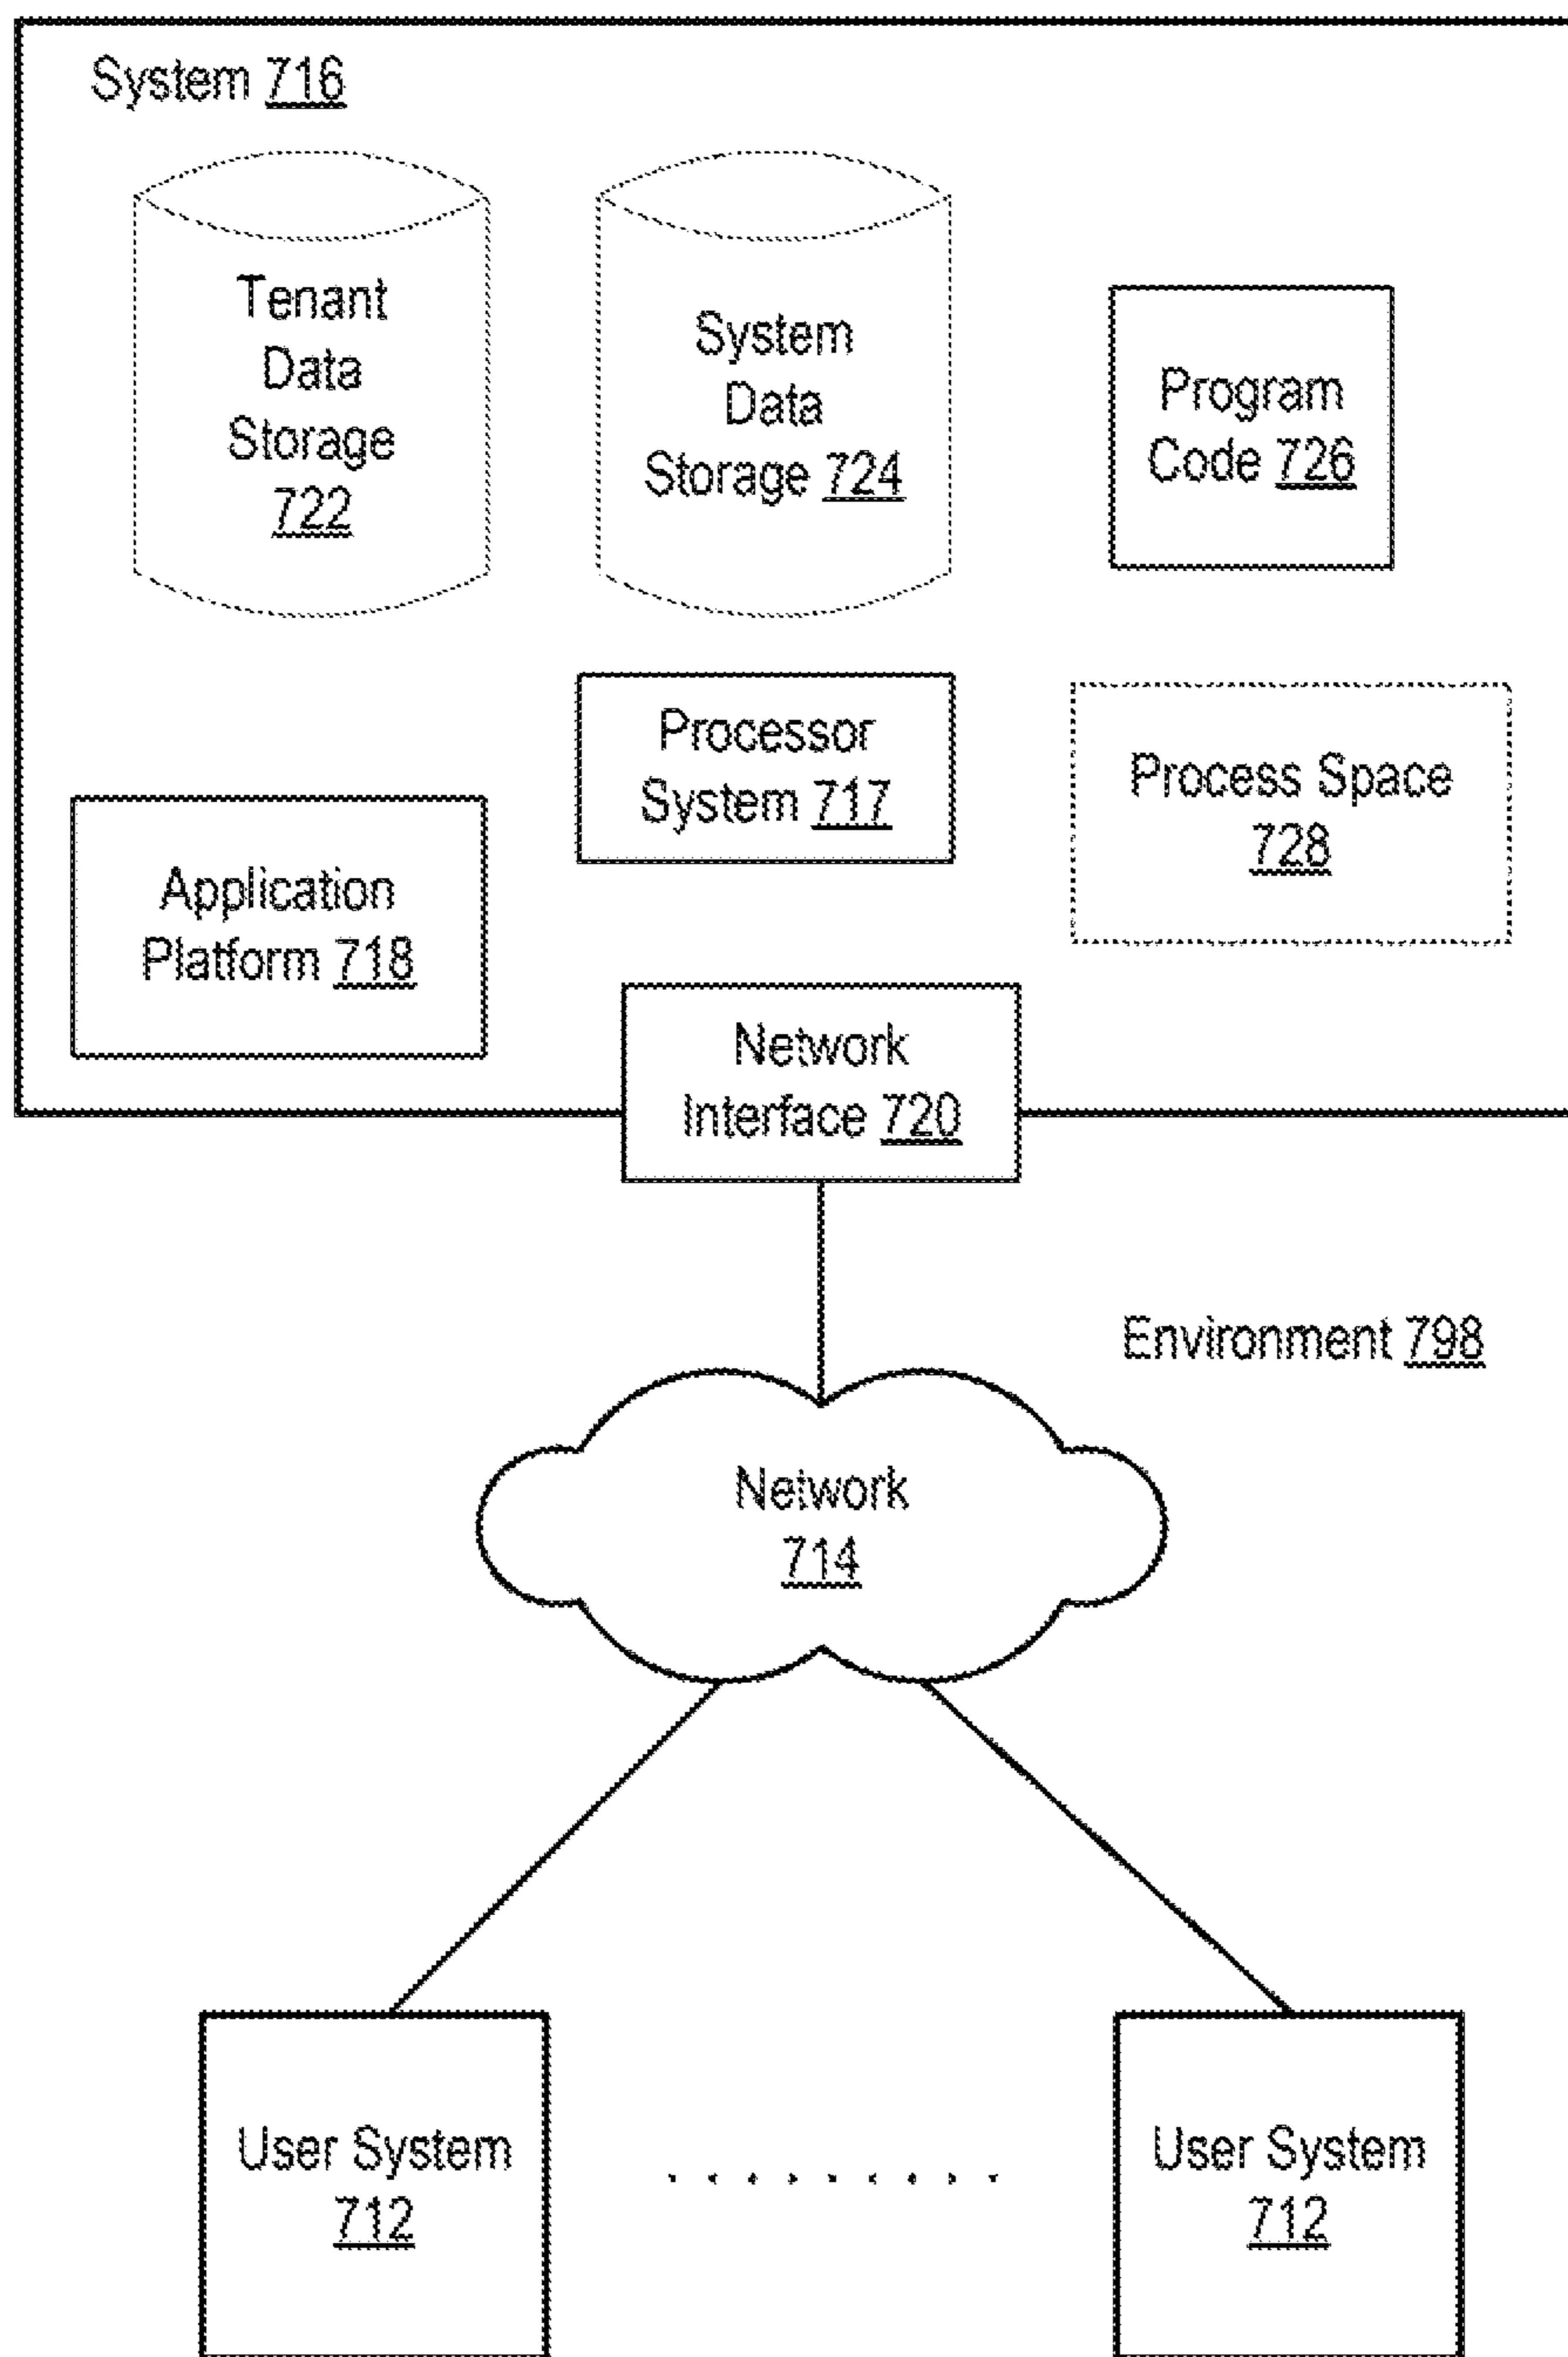 System 716
Tenant
Data
Storage
722
System
Data
Storage 724
Program
Code 726
Processor
System 717
Process Space
728
Application
Platform 718
Network
Interface 720
Environment 798
Network
714
User System
712
User System
712